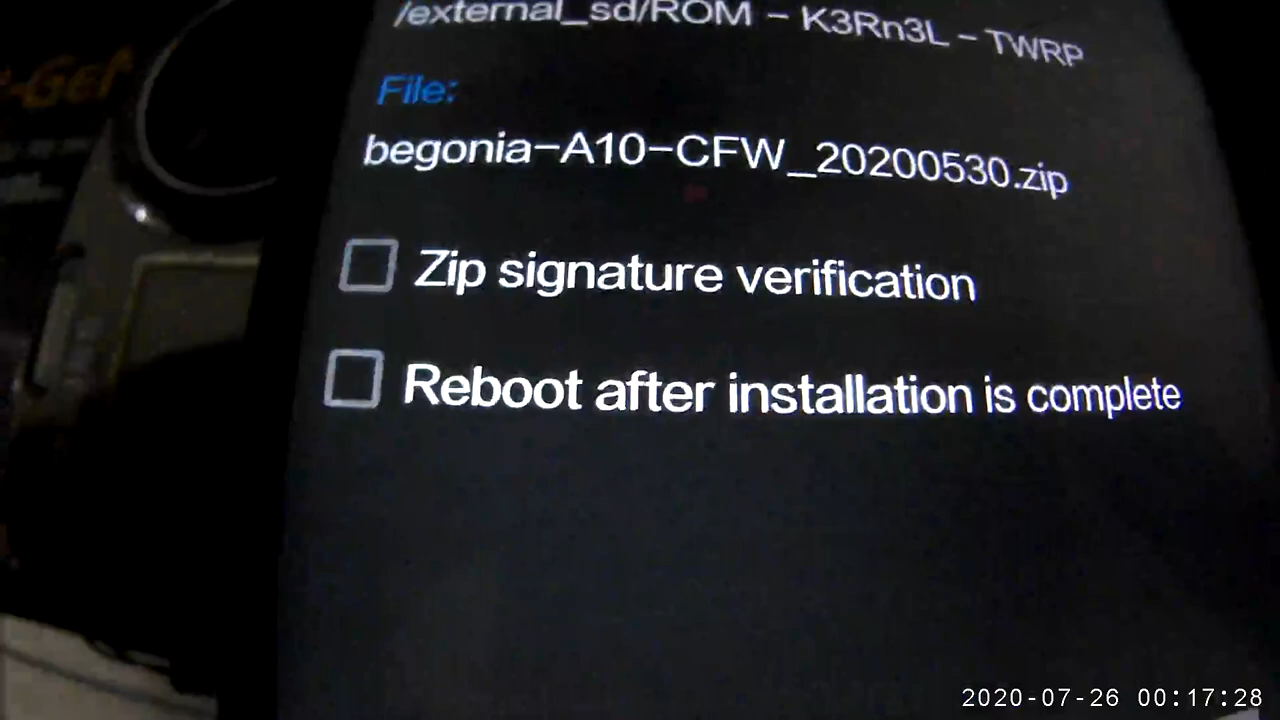 /external_sd/ROM - K3Rn3L - TWRP
File:
begonia-A10-CFW_20200530.zip
Zip signature verification
Reboot after installation is complete
2020-07-26 00:17:28